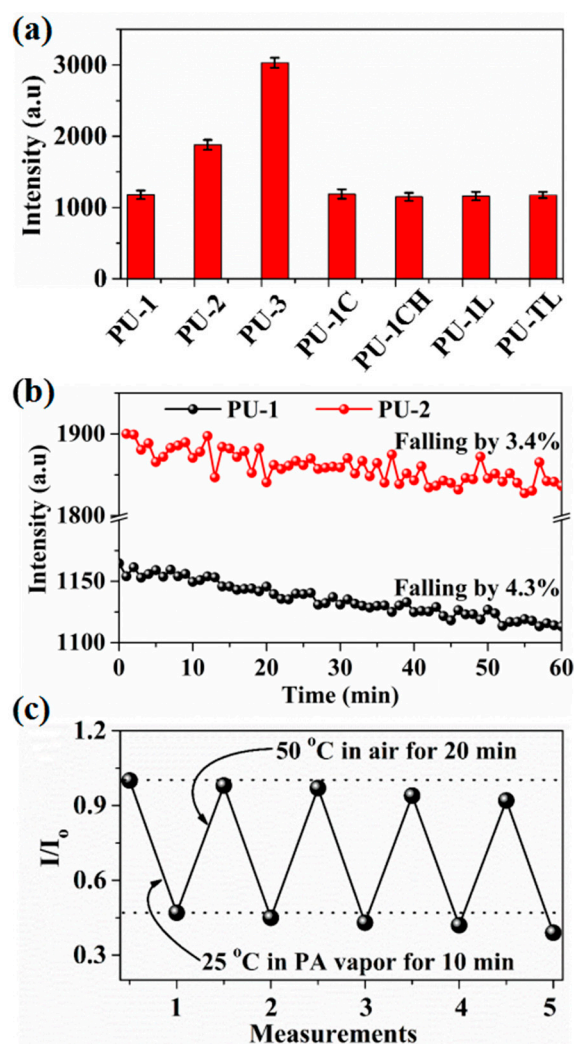 (a)
Intensity (a.u)
3000
2000
1000
0
PU-1
PU-2
PU-3
PU-1C
PU-1CH
PU-1L
PU-TL
(b)
PU-1
PU-2
Intensity (a.u)
1900
1800
1150
1100
Falling by 3.4%
Falling by 4.3%
0 10 20 30 40 50 60
Time (min)
(c)
I/Io
1.2
0.9
0.6
0.3
50 °C in air for 20 min
25 °C in PA vapor for 10 min
1 2 3 4 5
Measurements